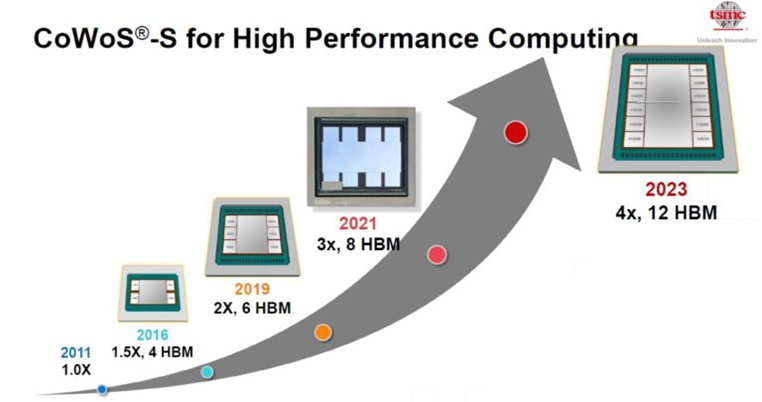 CoWoS®-S for High Performance Computing
tsmc
Unleash Innovation
2023
4x, 12 HBM
2021
3x, 8 HBM
2019
2X, 6 HBM
2016
1.5X, 4 HBM
2011
1.0X